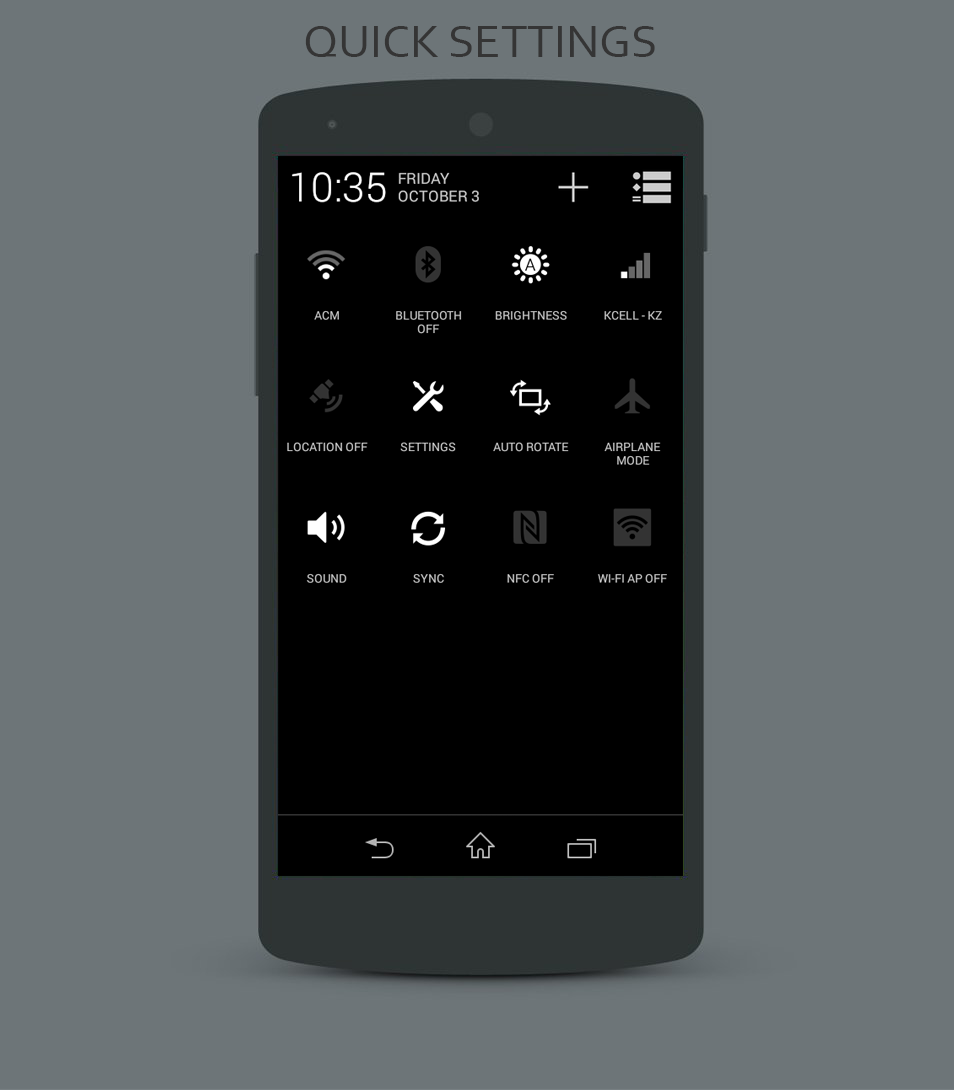 QUICK SETTINGS
10:35
FRIDAY
OCTOBER 3
ACM
BLUETOOTH
OFF
A
BRIGHTNESS
KCELL - KZ
LOCATION OFF
SETTINGS
AUTO ROTATE
AIRPLANE
MODE
SOUND
SYNC
NFC OFF
WI-FI AP OFF